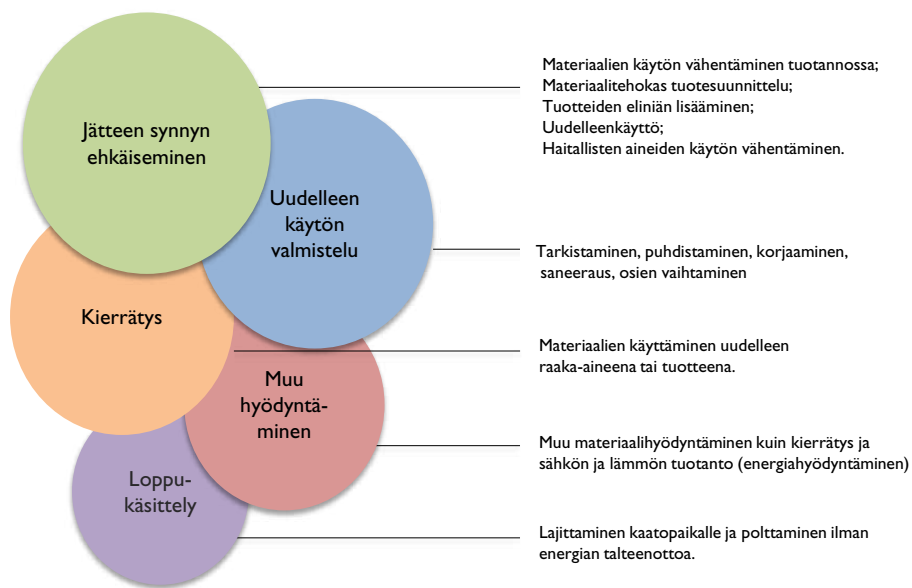 Jätteen synnyn
ehkäiseminen
Materiaalien käytön vähentäminen tuotannossa;
Materiaalitehokas tuotesuunnittelu;
Tuotteiden eliniän lisääminen;
Uudelleenkäyttö;
Haitallisten aineiden käytön vähentäminen.
Uudelleen
käytön
valmistelu
Tarkistaminen, puhdistaminen, korjaaminen,
saneeraus, osien vaihtaminen
Kierrätys
Materiaalien käyttäminen uudelleen
raaka-aineena tai tuotteena.
Muu
hyödyntä-
minen
Muu materiaalihyödyntäminen kuin kierrätys ja
sähkön ja lämmön tuotanto (energiahyödyntäminen)
Loppu-
käsittely
Lajittaminen kaatopaikalle ja polttaminen ilman
energian talteenottoa.